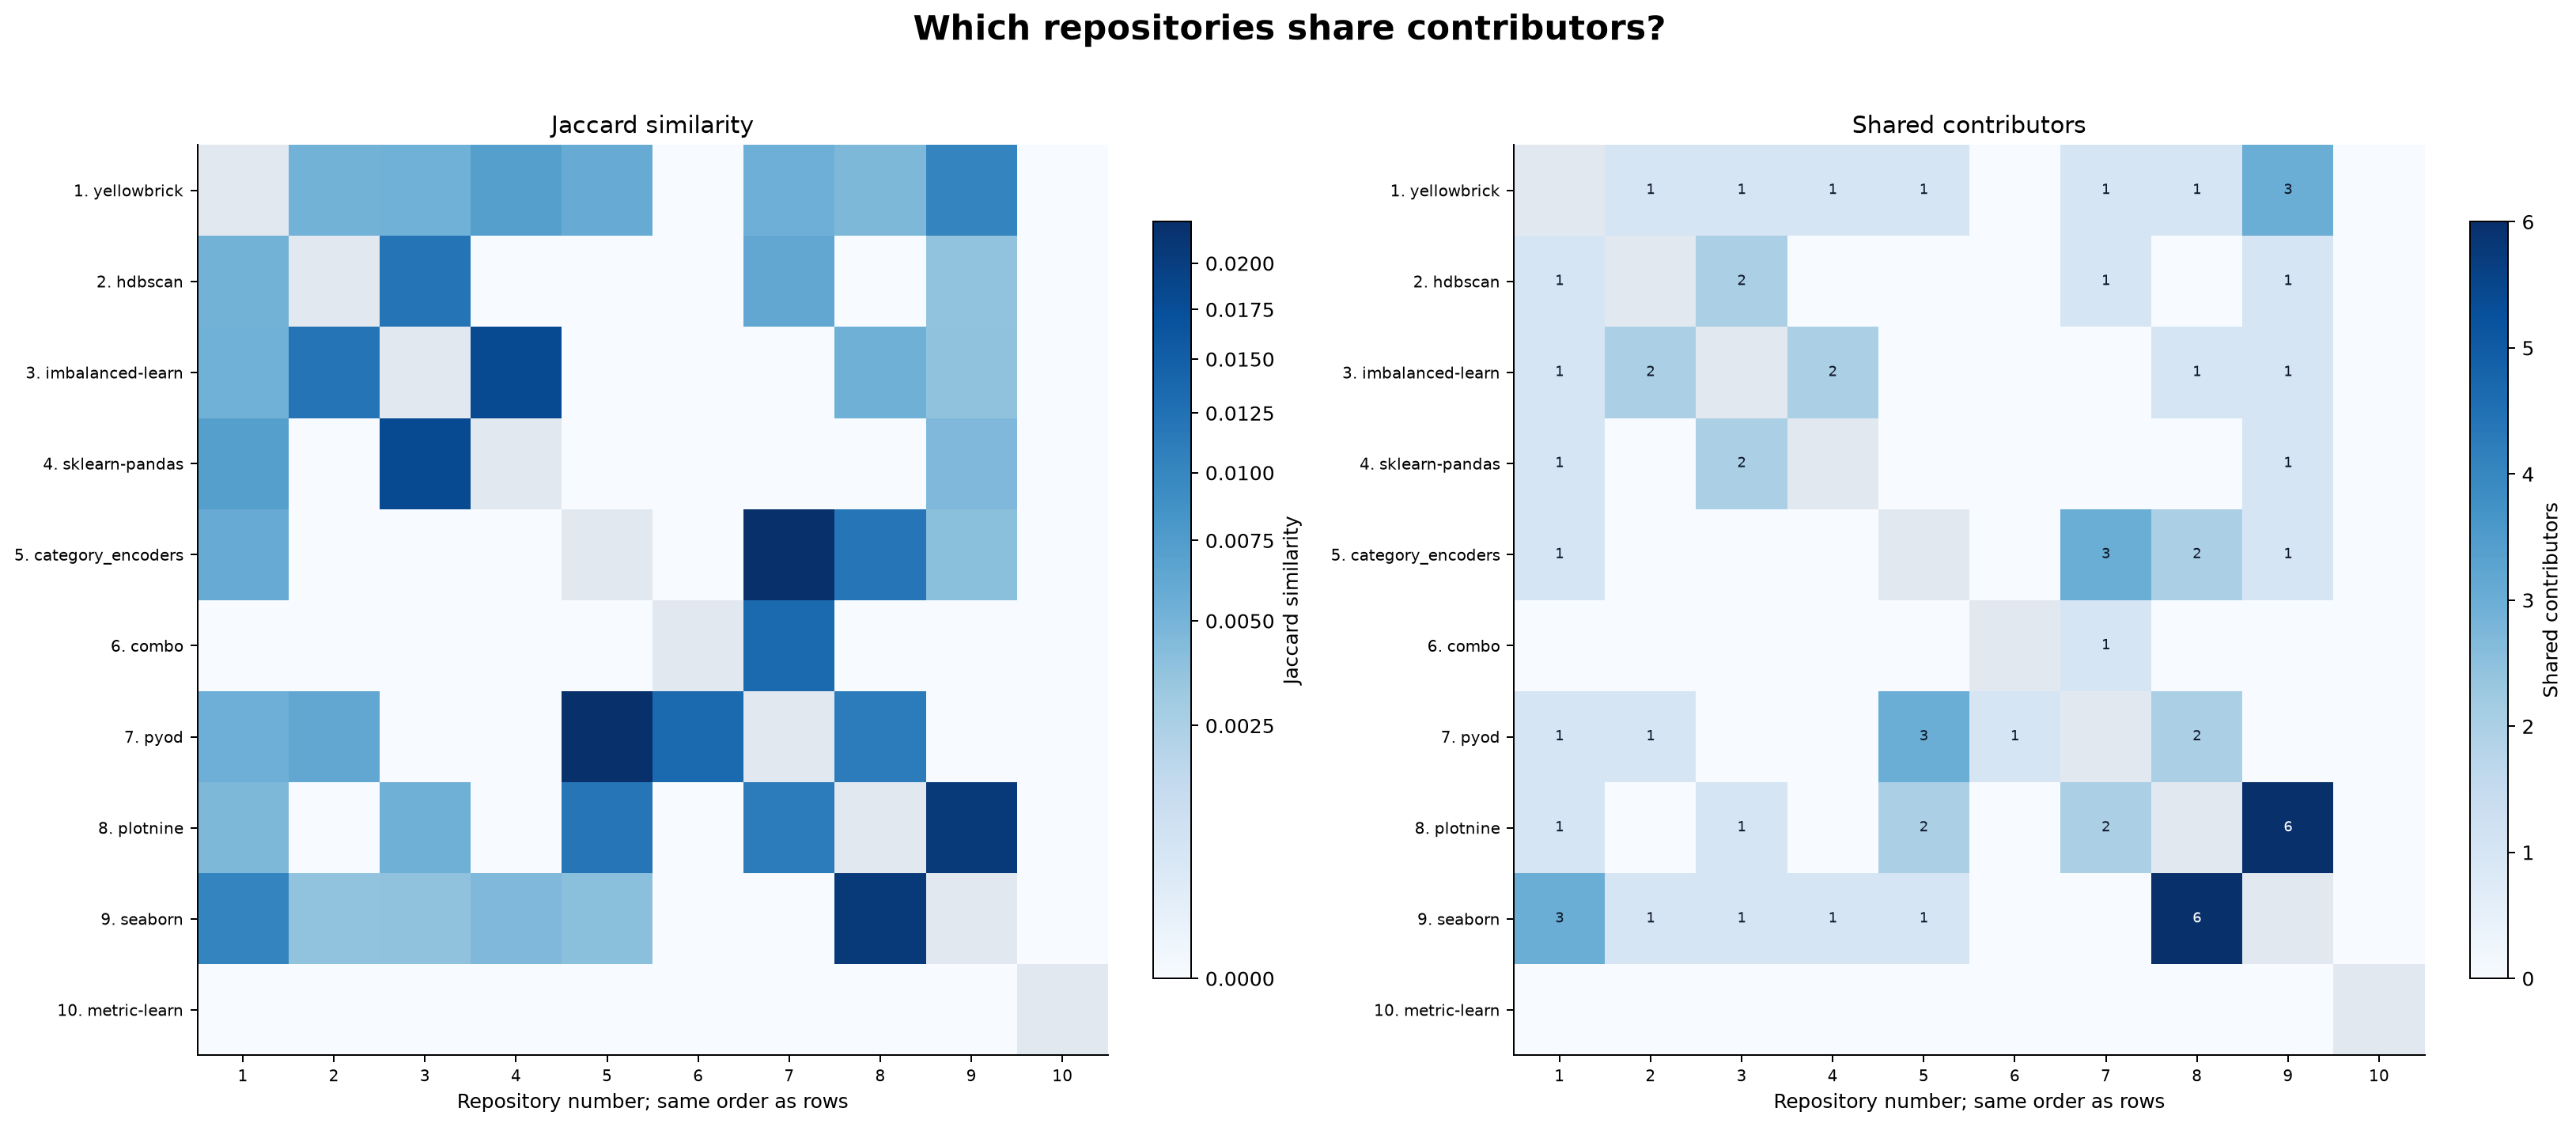 Which repositories share contributors?
Jaccard similarity
1. yellowbrick
2. hdbscan
3. imbalanced-learn
4. sklearn-pandas
5. category_encoders
6. combo
7. pyod
8. plotnine
9. seaborn
10. metric-learn
1 2 3 4 5 6 7 8 9 10
Repository number; same order as rows
0.0200
0.0175
0.0150
0.0125
0.0100
0.0075
0.0050
0.0025
0.0000
Jaccard similarity
Shared contributors
1. yellowbrick 1 1 1 1 1 1 3
2. hdbscan 1 2 1 1
3. imbalanced-learn 1 2 2 1 1
4. sklearn-pandas 1 2 1
5. category_encoders 1 3 2 1
6. combo 1
7. pyod 1 1 3 1 2
8. plotnine 1 1 2 2 6
9. seaborn 3 1 1 1 1 6
10. metric-learn
1 2 3 4 5 6 7 8 9 10
Repository number; same order as rows
6
5
4
3
2
1
0
Shared contributors